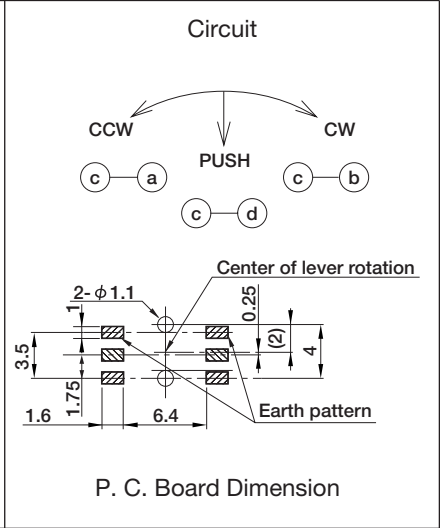 Circuit
CCW
CW
PUSH
c a
c b
c d
Center of lever rotation
2-ϕ1.1
0.25
1
(2)
3.5
4
1.75
1.6
6.4
Earth pattern
P. C. Board Dimension